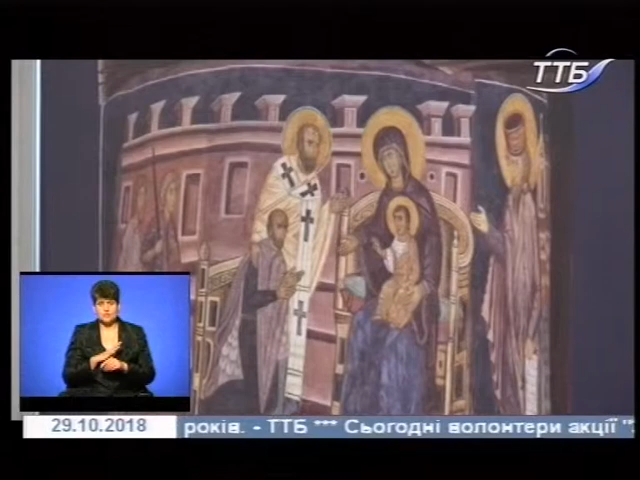 ТТБ
29.10.2018 років. - ТТБ *** Сьогодні волонтери акції "